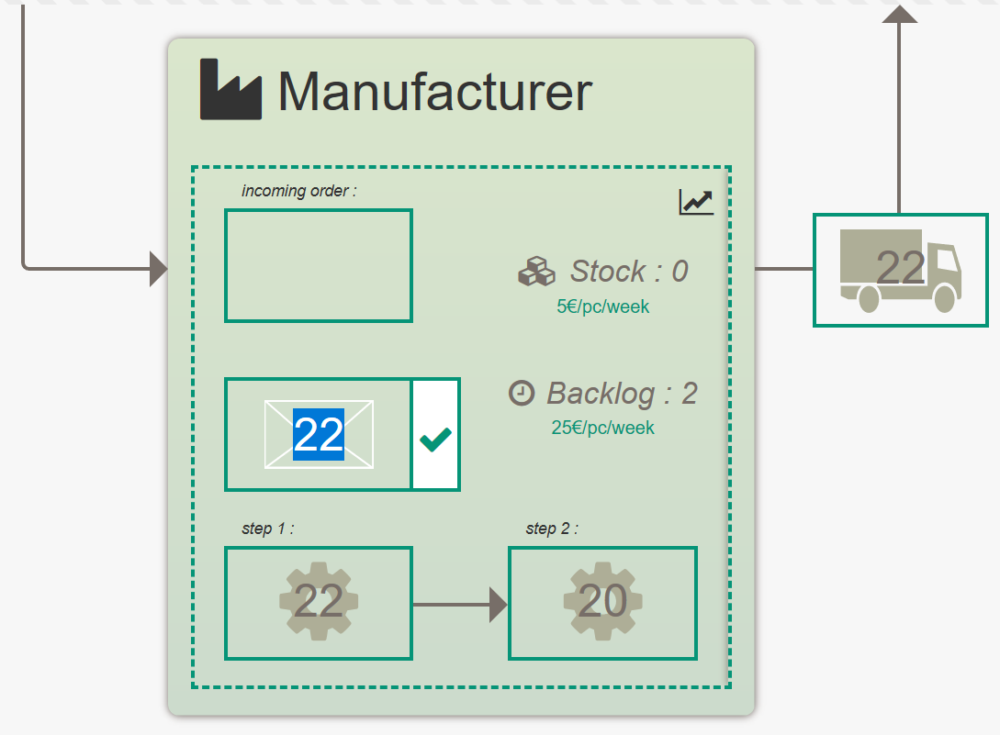 Manufacturer
incoming order :
Stock : 0
5€/pc/week
22
Backlog : 2
25€/pc/week
22
step 1 :
step 2 :
22
20